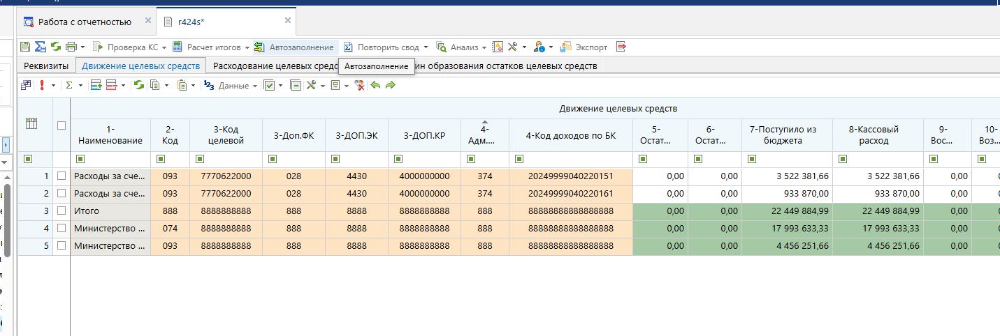 Работа с отчетностью
r424s*
Проверка КС
Расчет итогов
Автозаполнение
Повторить свод
Анализ
Экспорт
Реквизиты
Движение целевых средств
Расходование целевых средс
Автозаполнение
ин образования остатков целевых средств
Данные
Движение целевых средств
1-Наименование 2-Код 3-Код целевой 3-Доп.ФК 3-ДОП.ЭК 3-ДОП.КР 4-Адм.... 4-Код доходов по БК 5-Остат... 6-Остат... 7-Поступило из бюджета 8-Кассовый расход 9-Вос... 10-Воз...
1 Расходы за сче... 093 7770622000 028 4430 4000000000 374 20249999040220151 0,00 0,00 3 522 381,66 3 522 381,66 0,00
2 Расходы за сче... 093 7770622000 028 4430 4000000000 374 20249999040220161 0,00 0,00 933 870,00 933 870,00 0,00
3 Итого 888 8888888888 888 8888 8888888888 888 88888888888888888 0,00 0,00 22 449 884,99 22 449 884,99 0,00
4 Министерство ... 074 8888888888 888 8888 8888888888 888 88888888888888888 0,00 0,00 17 993 633,33 17 993 633,33 0,00
5 Министерство ... 093 8888888888 888 8888 8888888888 888 88888888888888888 0,00 0,00 4 456 251,66 4 456 251,66 0,00